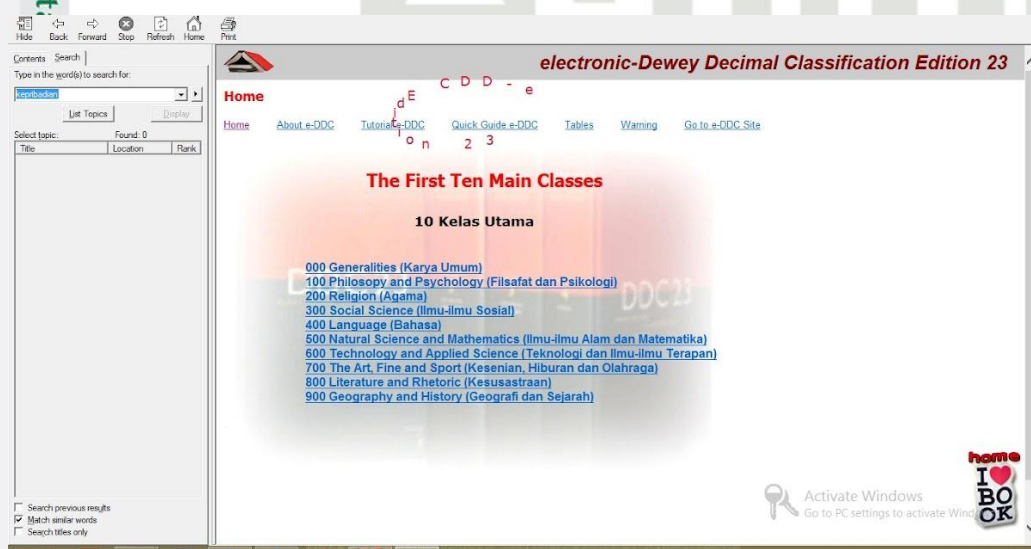 Hide Back Forward Stop Refresh Home Print
Contents Search
Type in the word(s) to search for:
kepribadian
List Topics Display
Select topic: Found: 0
Title Location Rank
Search previous results
Match similar words
Search titles only
electronic-Dewey Decimal Classification Edition 23
Home
e-DDC Edition 23
Home About e-DDC Tutorial e-DDC Quick Guide e-DDC Tables Warning Go to e-DDC Site
The First Ten Main Classes
10 Kelas Utama
000 Generalities (Karya Umum)
100 Philosopy and Psychology (Filsafat dan Psikologi)
200 Religion (Agama)
300 Social Science (Ilmu-ilmu Sosial)
400 Language (Bahasa)
500 Natural Science and Mathematics (Ilmu-ilmu Alam dan Matematika)
600 Technology and Applied Science (Teknologi dan Ilmu-ilmu Terapan)
700 The Art, Fine and Sport (Kesenian, Hiburan dan Olahraga)
800 Literature and Rhetoric (Kesusastraan)
900 Geography and History (Geografi dan Sejarah)
DDC 23
DDC 23
home
I
BO
OK
Activate Windows
Go to PC settings to activate